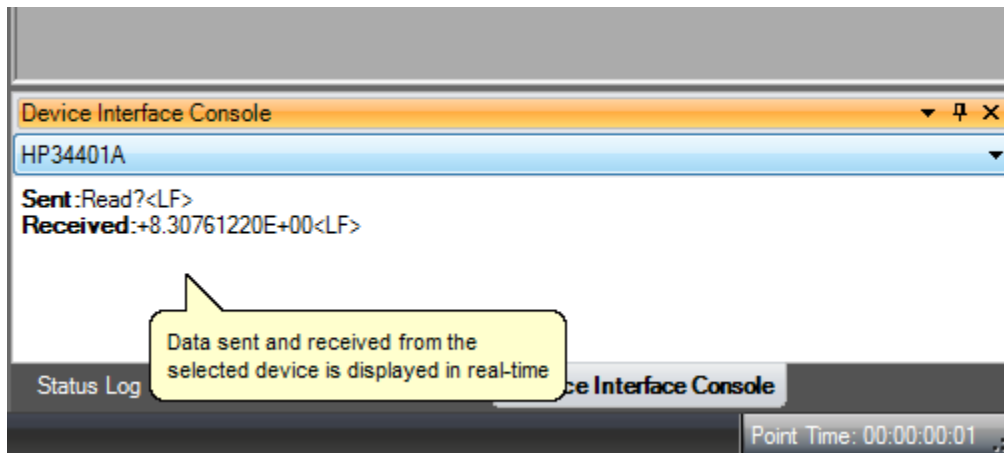 Device Interface Console
HP34401A
Sent:Read?<LF>
Received:+8.30761220E+00<LF>
Data sent and received from the
selected device is displayed in real-time
Status Log
ce Interface Console
Point Time: 00:00:00:01